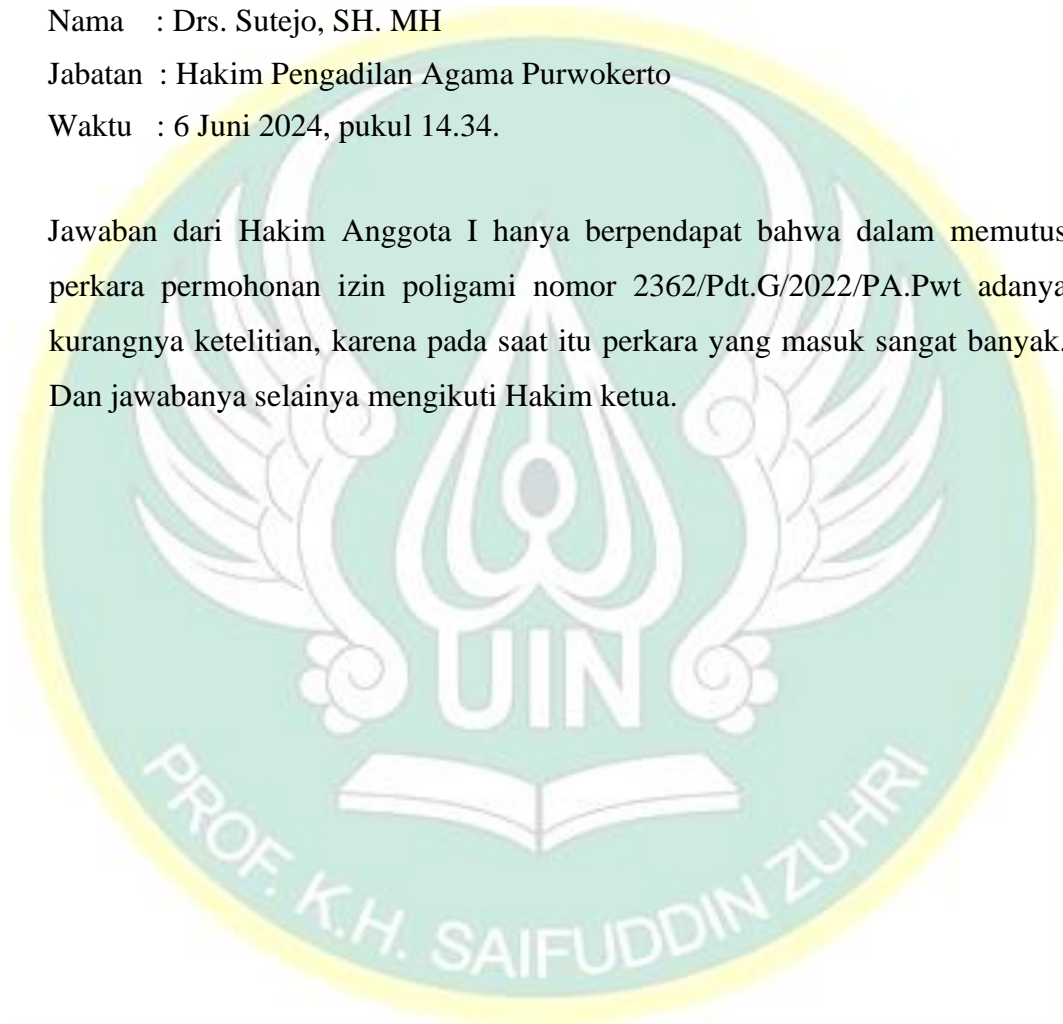 Nama : Drs. Sutejo, SH. MH
Jabatan : Hakim Pengadilan Agama Purwokerto
Waktu : 6 Juni 2024, pukul 14.34.
Jawaban dari Hakim Anggota I hanya berpendapat bahwa dalam memutus
perkara permohonan izin poligami nomor 2362/Pdt.G/2022/PA.Pwt adanya
kurangnya ketelitian, karena pada saat itu perkara yang masuk sangat banyak.
Dan jawabanya selainya mengikuti Hakim ketua.
UIN
PROF. K.H. SAIFUDDIN ZUHRI